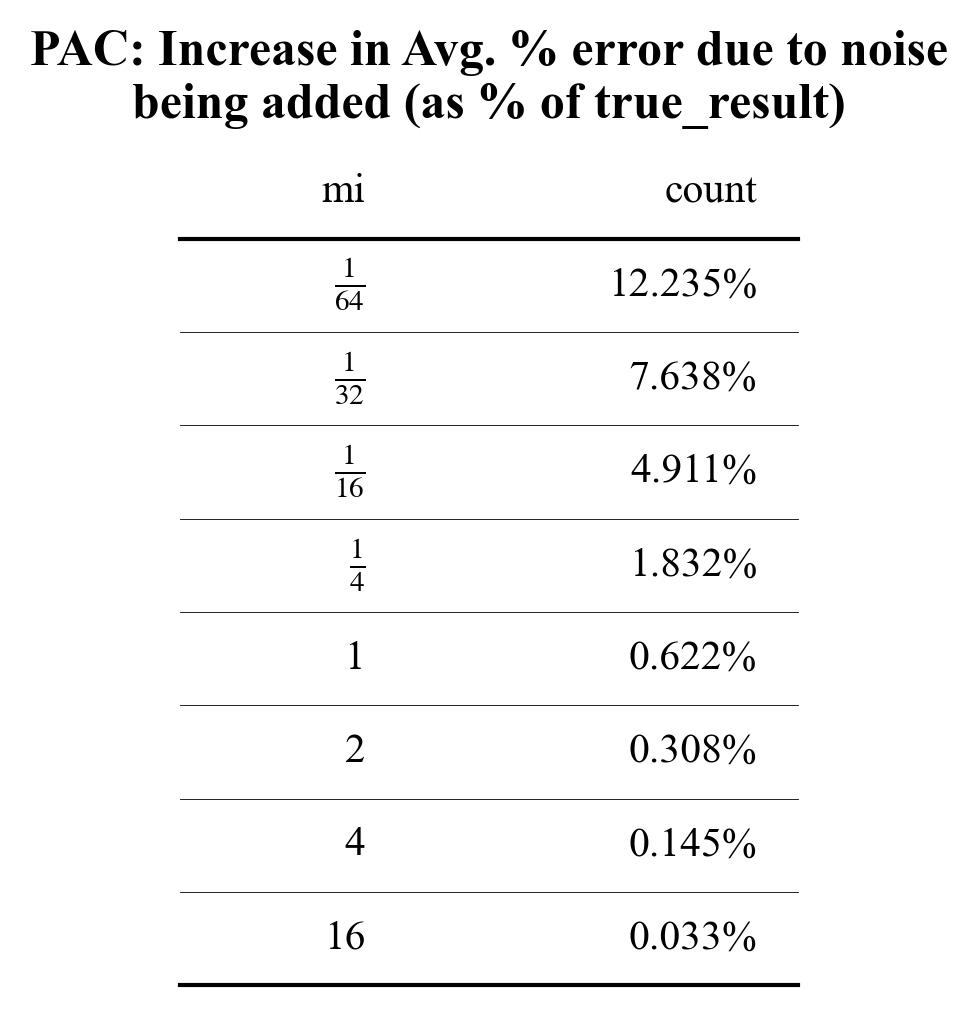 PAC: Increase in Avg. % error due to noise
being added (as % of true_result)
mi count
1/64 12.235%
1/32 7.638%
1/16 4.911%
1/4 1.832%
1 0.622%
2 0.308%
4 0.145%
16 0.033%